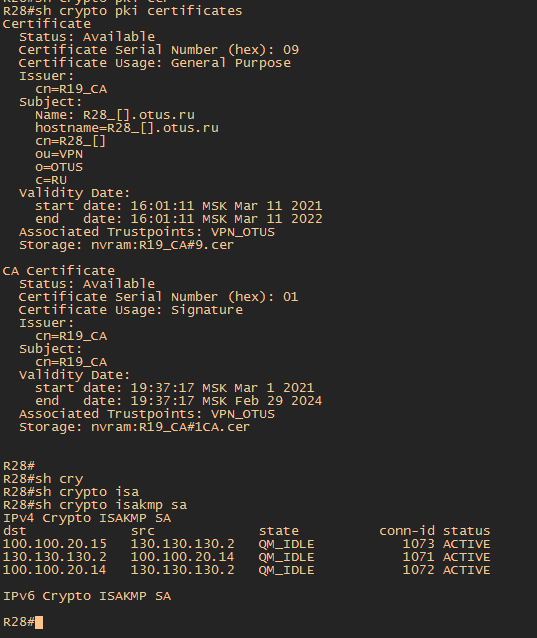 R28#sh crypto pki cer
R28#sh crypto pki certificates
Certificate
  Status: Available
  Certificate Serial Number (hex): 09
  Certificate Usage: General Purpose
  Issuer:
    cn=R19_CA
  Subject:
    Name: R28_[].otus.ru
    hostname=R28_[].otus.ru
    cn=R28_[]
    ou=VPN
    o=OTUS
    c=RU
  Validity Date:
    start date: 16:01:11 MSK Mar 11 2021
    end   date: 16:01:11 MSK Mar 11 2022
  Associated Trustpoints: VPN_OTUS
  Storage: nvram:R19_CA#9.cer

CA Certificate
  Status: Available
  Certificate Serial Number (hex): 01
  Certificate Usage: Signature
  Issuer:
    cn=R19_CA
  Subject:
    cn=R19_CA
  Validity Date:
    start date: 19:37:17 MSK Mar 1 2021
    end   date: 19:37:17 MSK Feb 29 2024
  Associated Trustpoints: VPN_OTUS
  Storage: nvram:R19_CA#1CA.cer

R28#
R28#sh cry
R28#sh crypto isa
R28#sh crypto isakmp sa
IPv4 Crypto ISAKMP SA
dst             src             state          conn-id status
100.100.20.15   130.130.130.2   QM_IDLE           1073 ACTIVE
130.130.130.2   100.100.20.14   QM_IDLE           1071 ACTIVE
100.100.20.14   130.130.130.2   QM_IDLE           1072 ACTIVE

IPv6 Crypto ISAKMP SA

R28#